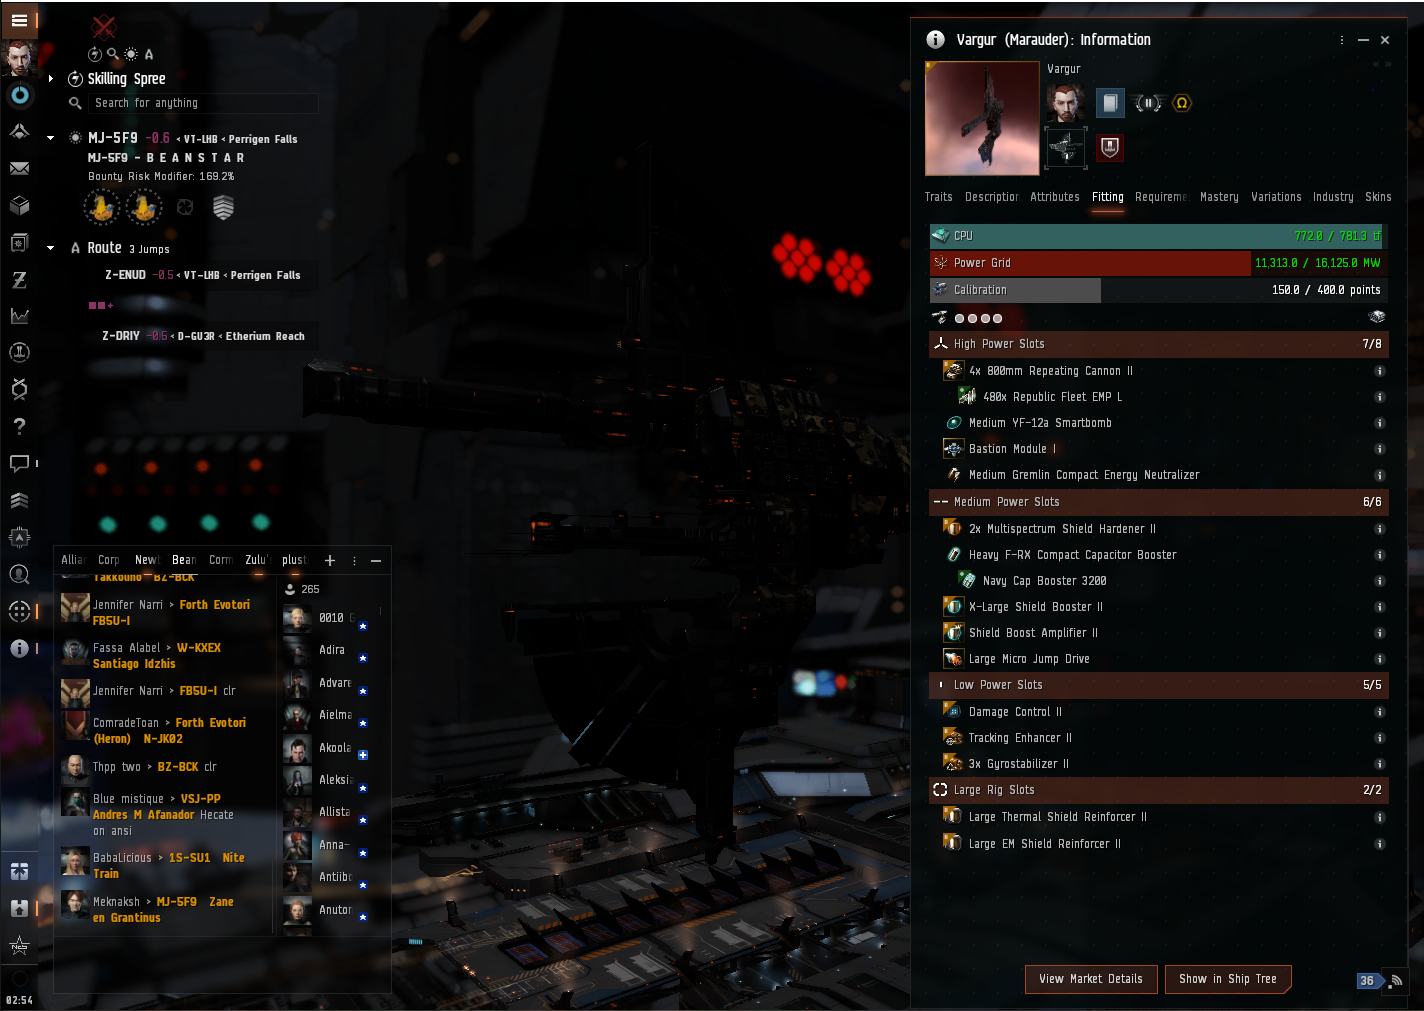 Skilling Spree
Search for anything
MJ-5F9 -0.6 < VT-LHB < Perrigen Falls
MJ-5F9 - B E A N S T A R
Bounty Risk Modifier: 169.2%
Route 3 Jumps
Z-ENUD -0.5 < VT-LHB < Perrigen Falls
Z-DRIY -0.5 < D-GU3R < Etherium Reach
Allian Corp Newb Bean Corm Zulu' plust
Takkouno BZ-BCK
Jennifer Narri > Forth Evotori
FB5U-I
Fassa Alabel > W-KXEX
Santiago Idzhis
Jennifer Narri > FB5U-I clr
ComradeToan > Forth Evotori
(Heron) N-JK02
Thpp two > BZ-BCK clr
Blue mistique > VSJ-PP
Andres M Afanador Hecate
on ansi
BabaLicious > 1S-SU1 Nite
Train
Meknaksh > MJ-5F9 Zane
en Grantinus
265
0010
Adira
Advare
Aielma
Akoola
Aleksia
Allista
Anna-
Antiibo
Anuton
02:54
Vargur (Marauder): Information
Vargur
Traits Description Attributes Fitting Requireme Mastery Variations Industry Skins
CPU 772.0 / 781.3 tf
Power Grid 11,313.0 / 16,125.0 MW
Calibration 150.0 / 400.0 points
High Power Slots 7/8
4x 800mm Repeating Cannon II
480x Republic Fleet EMP L
Medium YF-12a Smartbomb
Bastion Module I
Medium Gremlin Compact Energy Neutralizer
Medium Power Slots 6/6
2x Multispectrum Shield Hardener II
Heavy F-RX Compact Capacitor Booster
Navy Cap Booster 3200
X-Large Shield Booster II
Shield Boost Amplifier II
Large Micro Jump Drive
Low Power Slots 5/5
Damage Control II
Tracking Enhancer II
3x Gyrostabilizer II
Large Rig Slots 2/2
Large Thermal Shield Reinforcer II
Large EM Shield Reinforcer II
View Market Details Show in Ship Tree
36